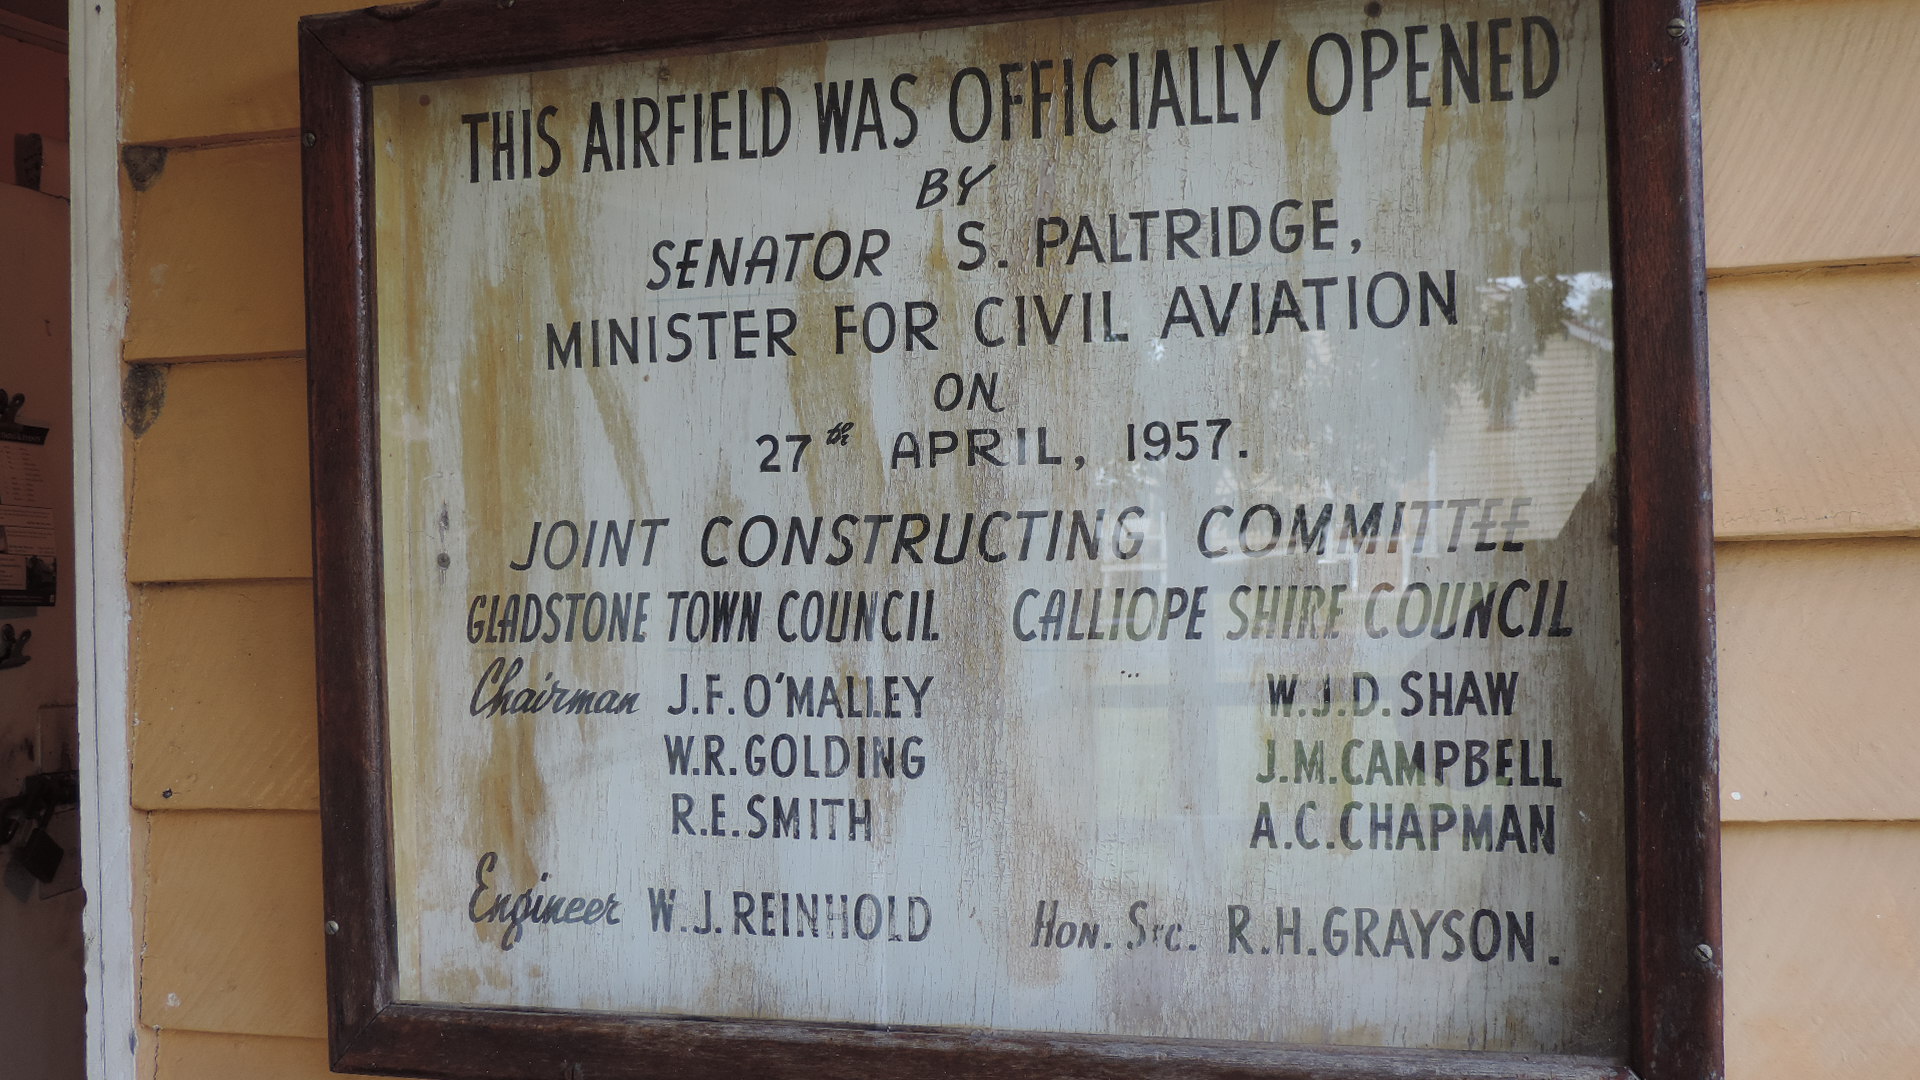 THIS AIRFIELD WAS OFFICIALLY OPENED
BY
SENATOR S. PALTRIDGE,
MINISTER FOR CIVIL AVIATION
ON
27th APRIL, 1957.
JOINT CONSTRUCTING COMMITTEE
GLADSTONE TOWN COUNCIL CALLIOPE SHIRE COUNCIL
Chairman J.F. O'MALLEY W.J.D. SHAW
W.R. GOLDING J.M. CAMPBELL
R.E. SMITH A.C. CHAPMAN
Engineer W.J. REINHOLD HON. SEC. R.H. GRAYSON.